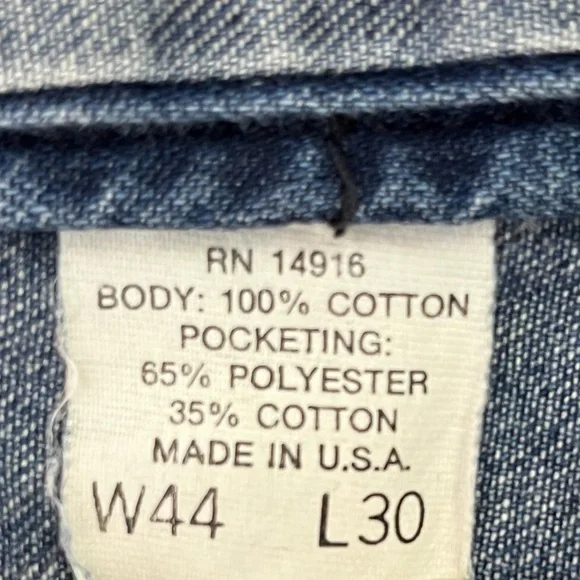 RN 14916
BODY: 100% COTTON
POCKETING:
65% POLYESTER
35% COTTON
MADE IN U.S.A.
W44 L30